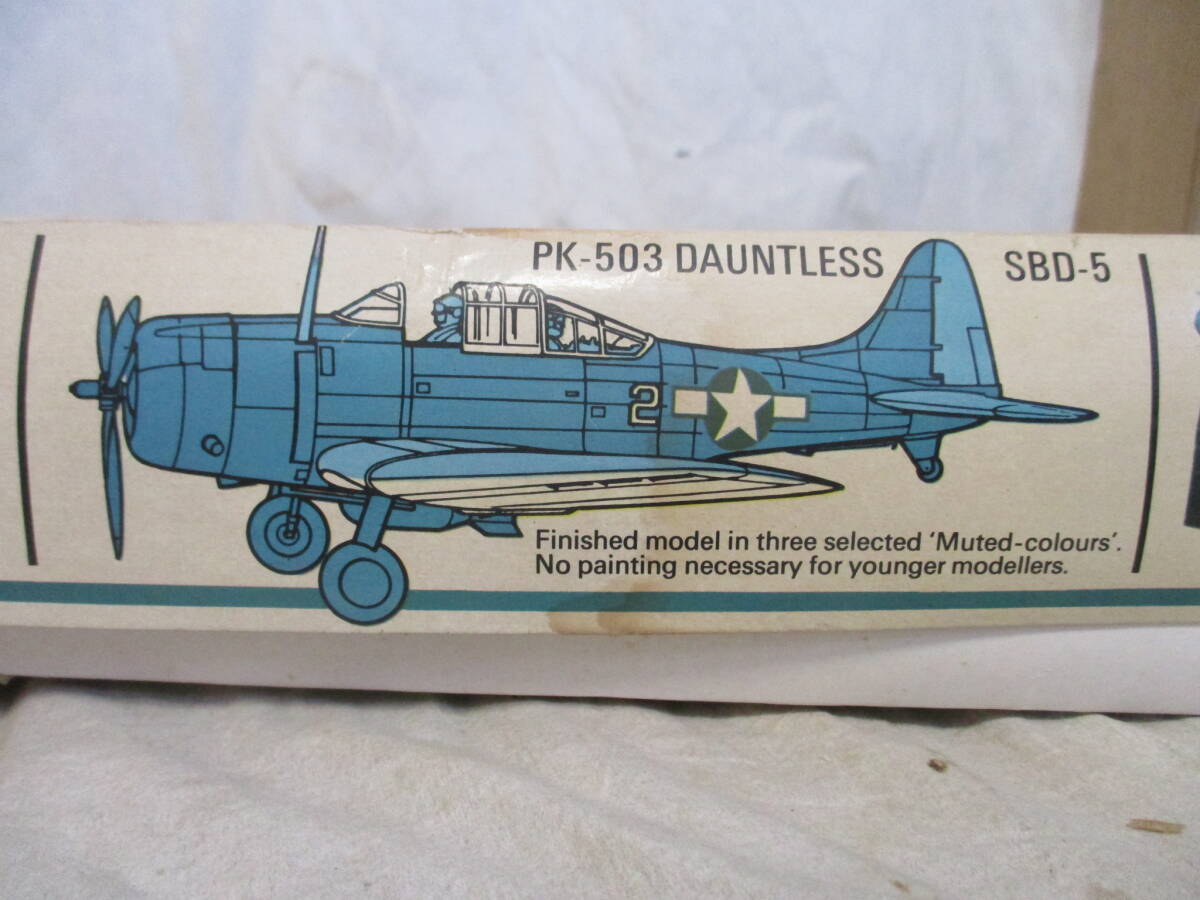 PK-503 DAUNTLESS SBD-5
2
Finished model in three selected 'Muted-colours'.
No painting necessary for younger modellers.